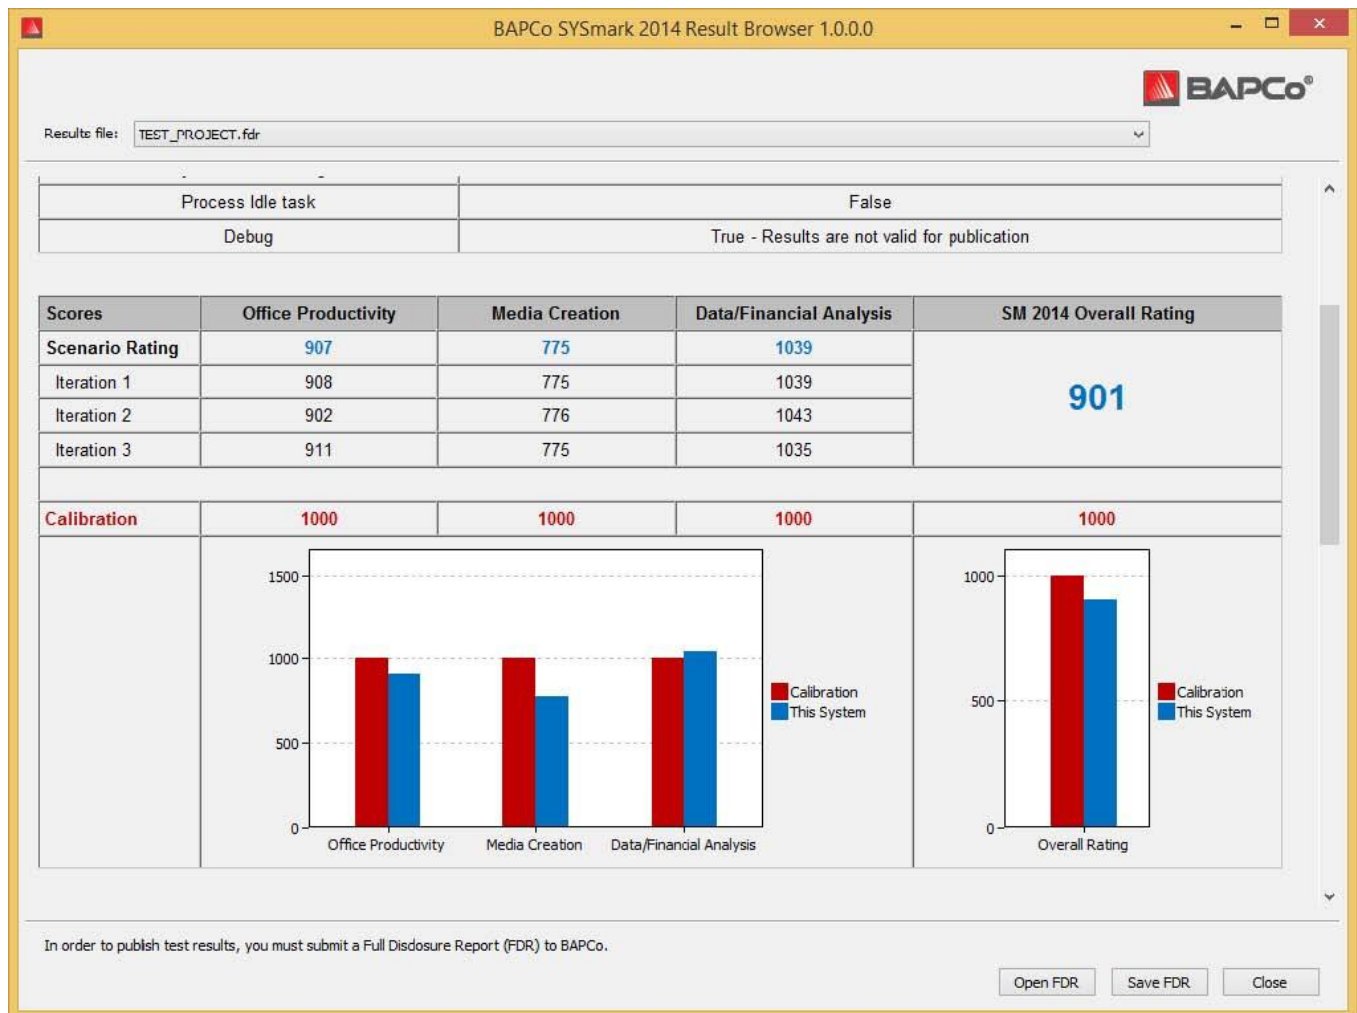 BAPCo SYSmark 2014 Result Browser 1.0.0.0
BAPCo®
Results file: TEST_PROJECT.fdr
Process Idle task False
Debug True - Results are not valid for publication
Scores Office Productivity Media Creation Data/Financial Analysis SM 2014 Overall Rating
Scenario Rating 907 775 1039
901
Iteration 1 908 775 1039
Iteration 2 902 776 1043
Iteration 3 911 775 1035
Calibration 1000 1000 1000 1000
1500
1000
500
0
Office Productivity Media Creation Data/Financial Analysis
Calibration
This System
1000
500
0
Overall Rating
Calibration
This System
In order to publish test results, you must submit a Full Disclosure Report (FDR) to BAPCo.
Open FDR Save FDR Close